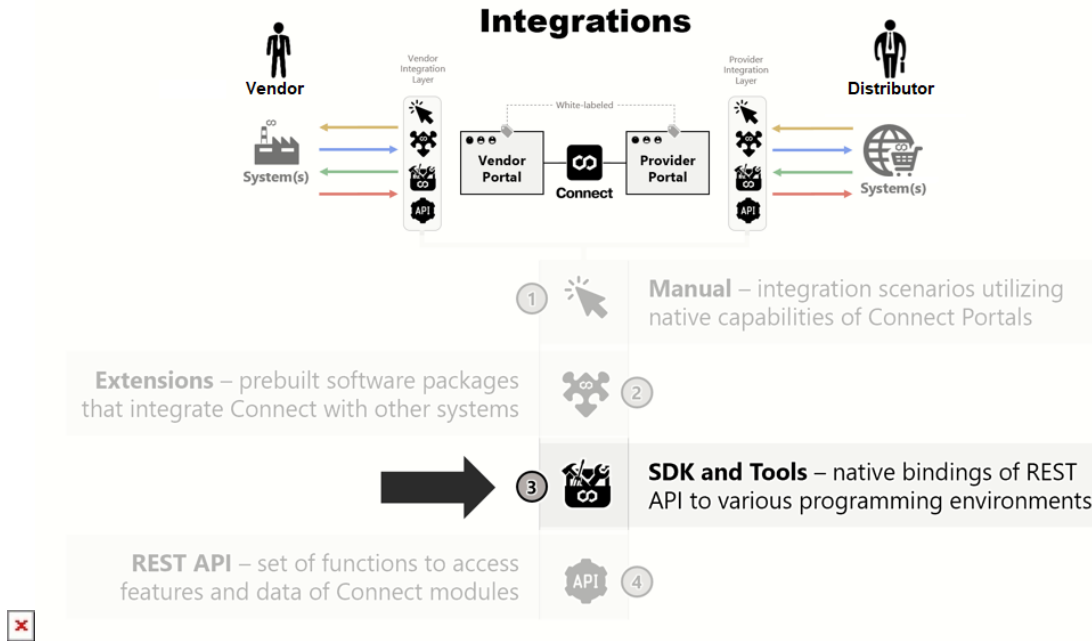 Integrations
Vendor
Distributor
Vendor
Integration
Layer
Provider
Integration
Layer
White-labeled
Vendor
Portal
Connect
Provider
Portal
System(s)
System(s)
API
API
1
Manual – integration scenarios utilizing
native capabilities of Connect Portals
Extensions – prebuilt software packages
that integrate Connect with other systems
2
3
SDK and Tools – native bindings of REST
API to various programming environments
REST API – set of functions to access
features and data of Connect modules
API
4